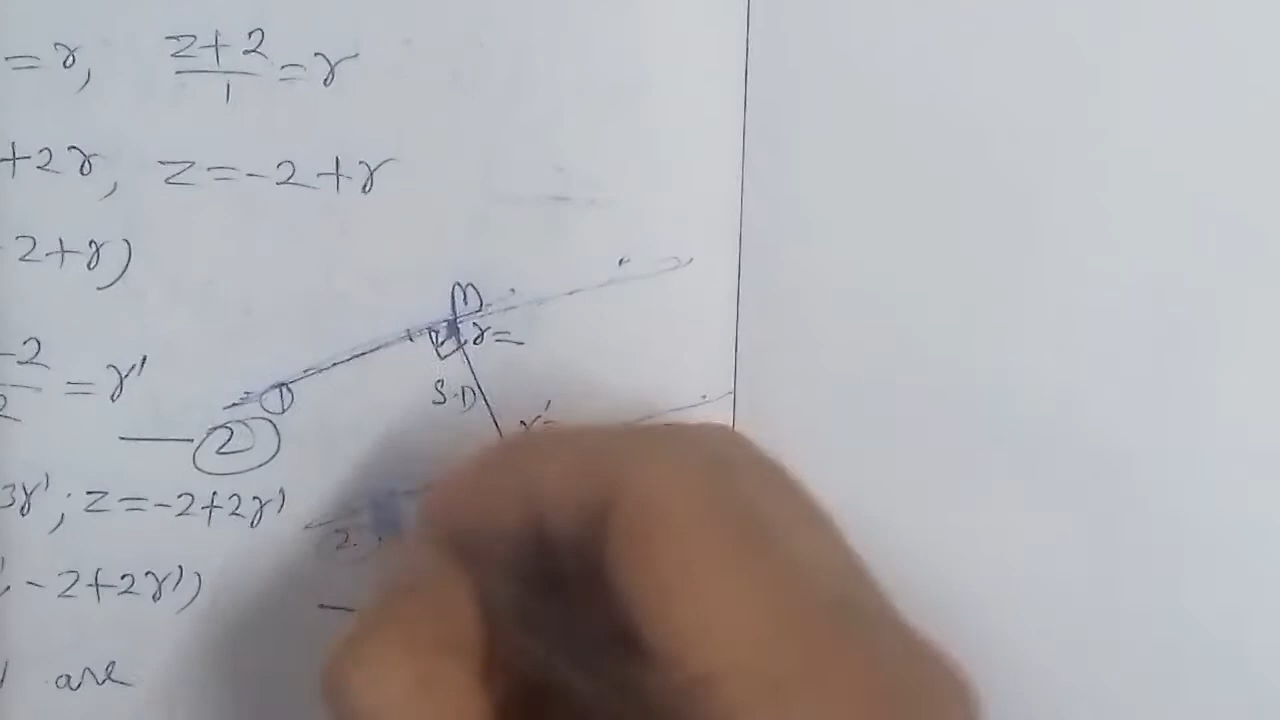 =r, z+2/1 = r
+2r, z=-2+r
2+r)
M
r=
-2/2 = r'
①
S.D
② r'=
3r'; z=-2+2r'
2.
, -2+2r')
are